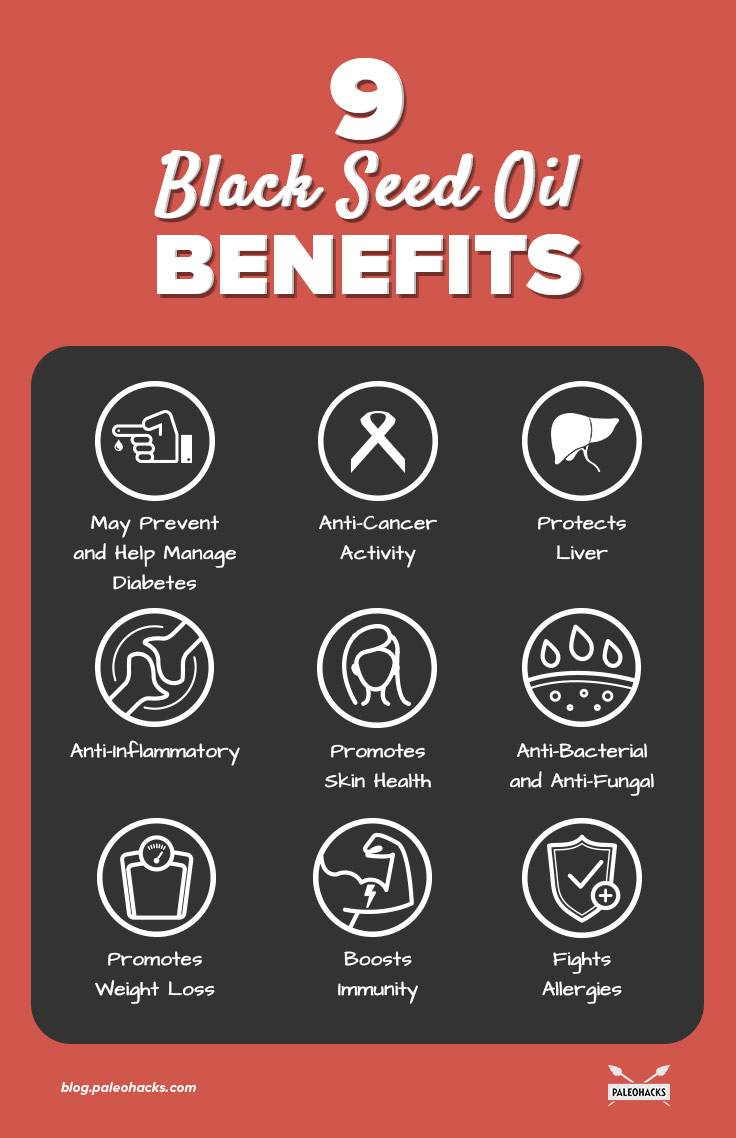 9
Black Seed Oil
BENEFITS
May Prevent
and Help Manage
Diabetes
Anti-Cancer
Activity
Protects
Liver
Anti-Inflammatory
Promotes
Skin Health
Anti-Bacterial
and Anti-Fungal
Promotes
Weight Loss
Boosts
Immunity
Fights
Allergies
blog.paleohacks.com
PALEOHACKS